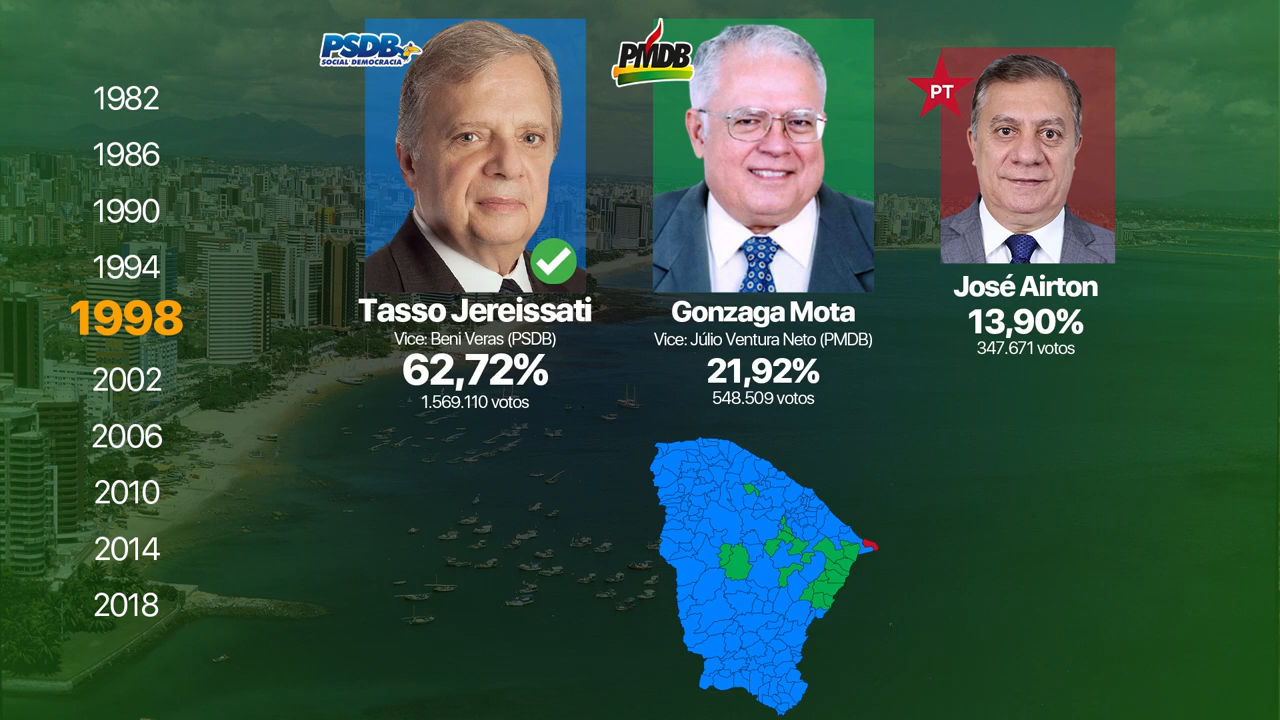 1982
1986
1990
1994
1998
2002
2006
2010
2014
2018
PSDB
SOCIAL DEMOCRACIA
Tasso Jereissati
Vice: Beni Veras (PSDB)
62,72%
1.569.110 votos
PMDB
Gonzaga Mota
Vice: Júlio Ventura Neto (PMDB)
21,92%
548.509 votos
PT
José Airton
13,90%
347.671 votos